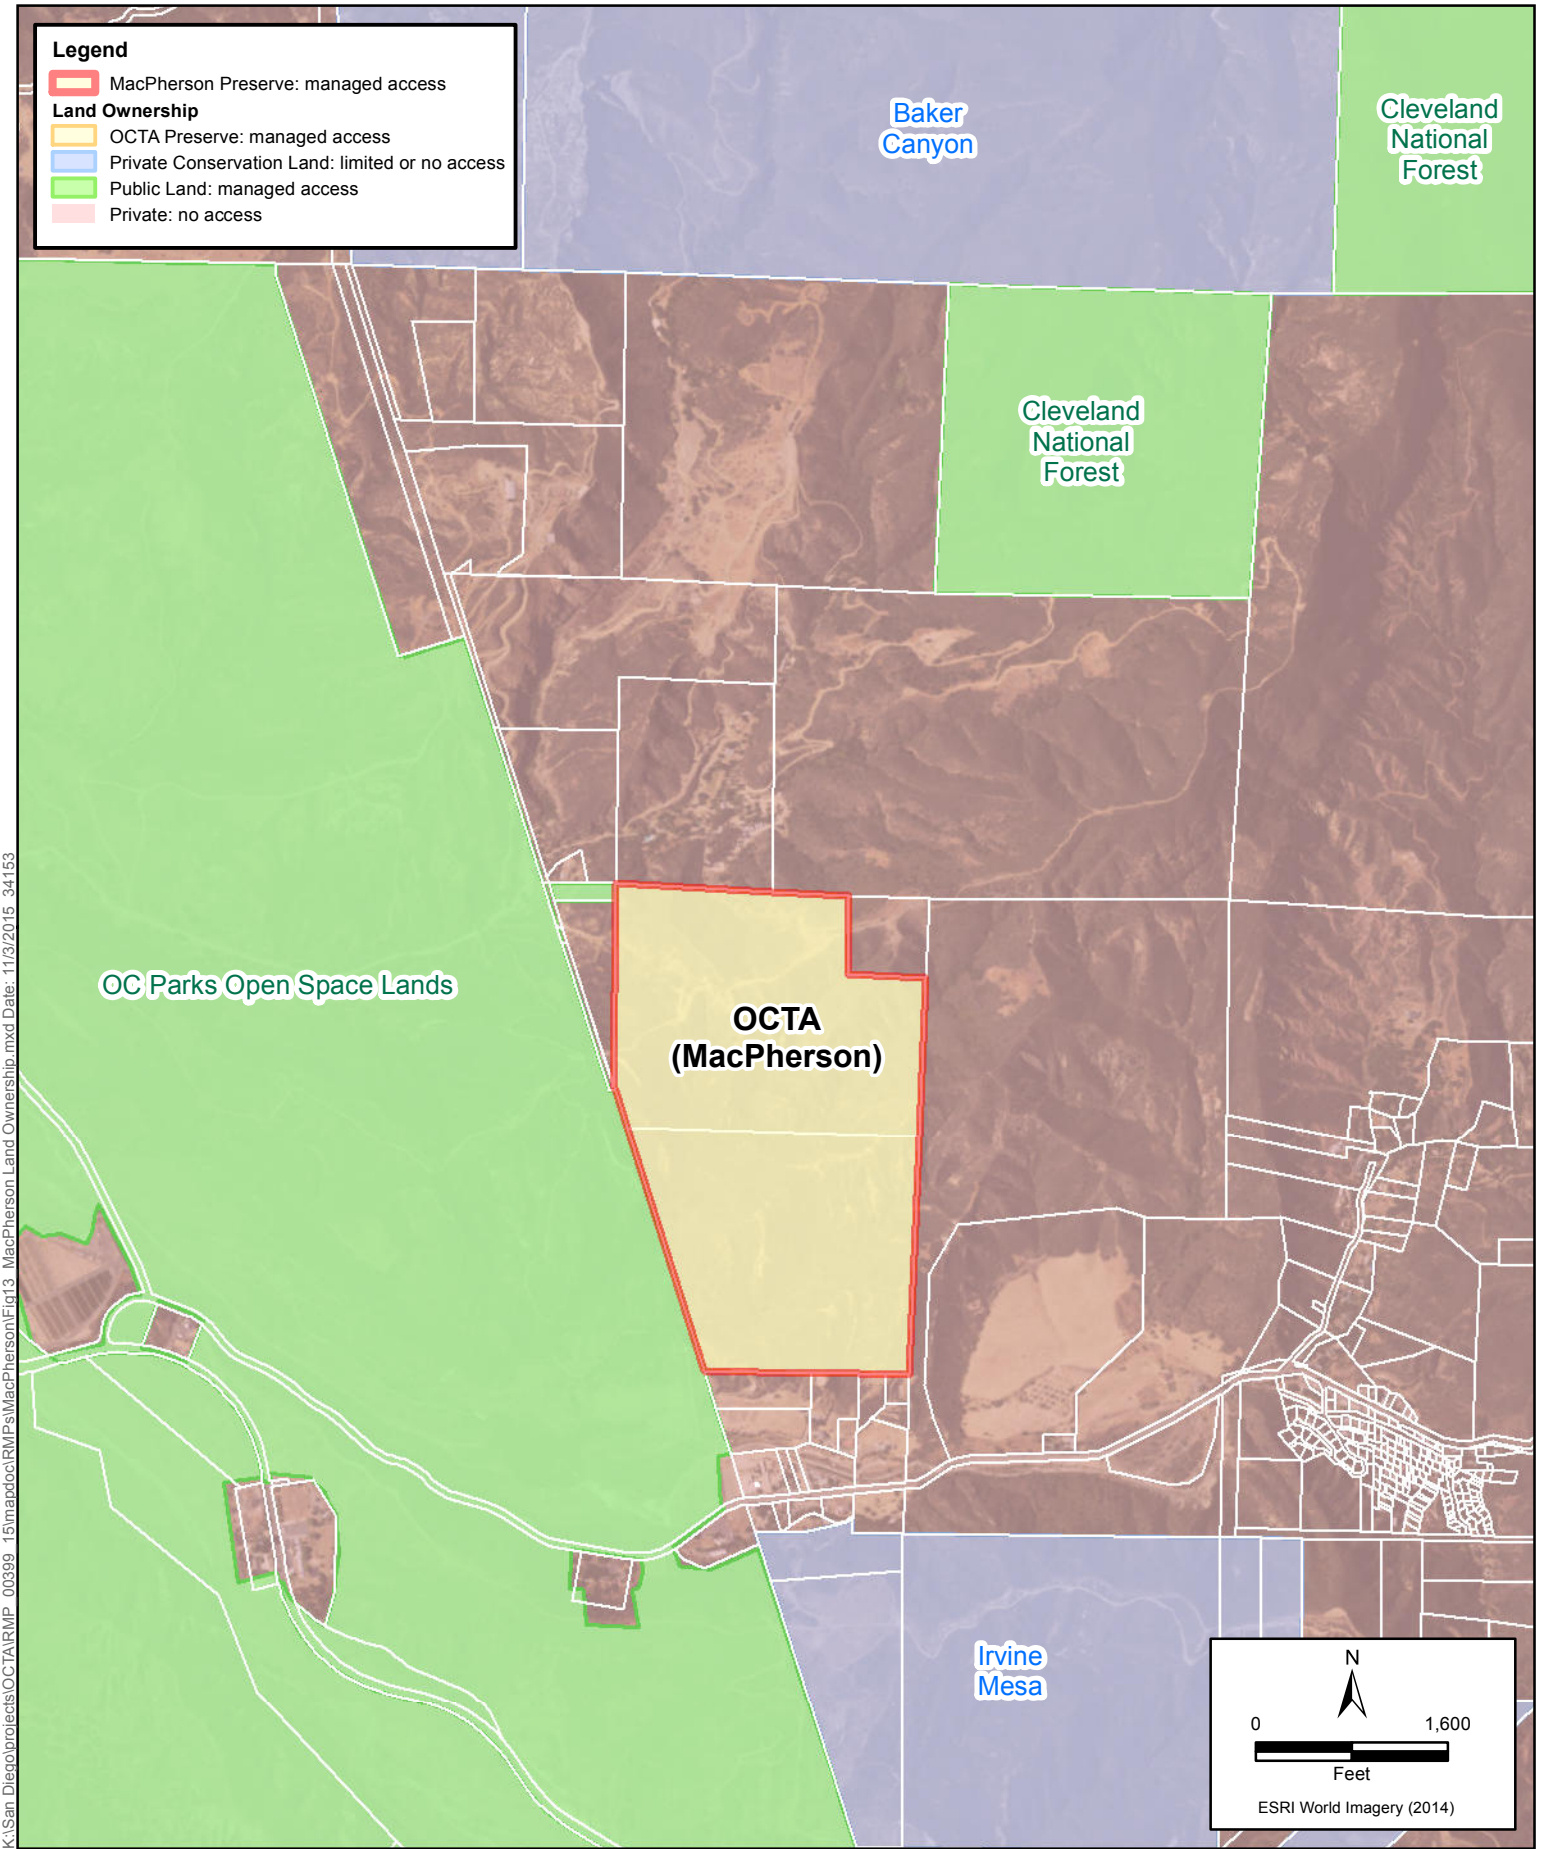 Legend
MacPherson Preserve: managed access
Land Ownership
OCTA Preserve: managed access
Private Conservation Land: limited or no access
Public Land: managed access
Private: no access
Baker
Canyon
Cleveland
National
Forest
Cleveland
National
Forest
OC Parks Open Space Lands
OCTA
(MacPherson)
Irvine
Mesa
N
0 1,600
Feet
ESRI World Imagery (2014)
K:\San Diego\projects\OCTA\RMP_00399_15\mapdoc\RMPs\MacPherson\Fig13_MacPherson Land Ownership.mxd Date: 11/3/2015 34153